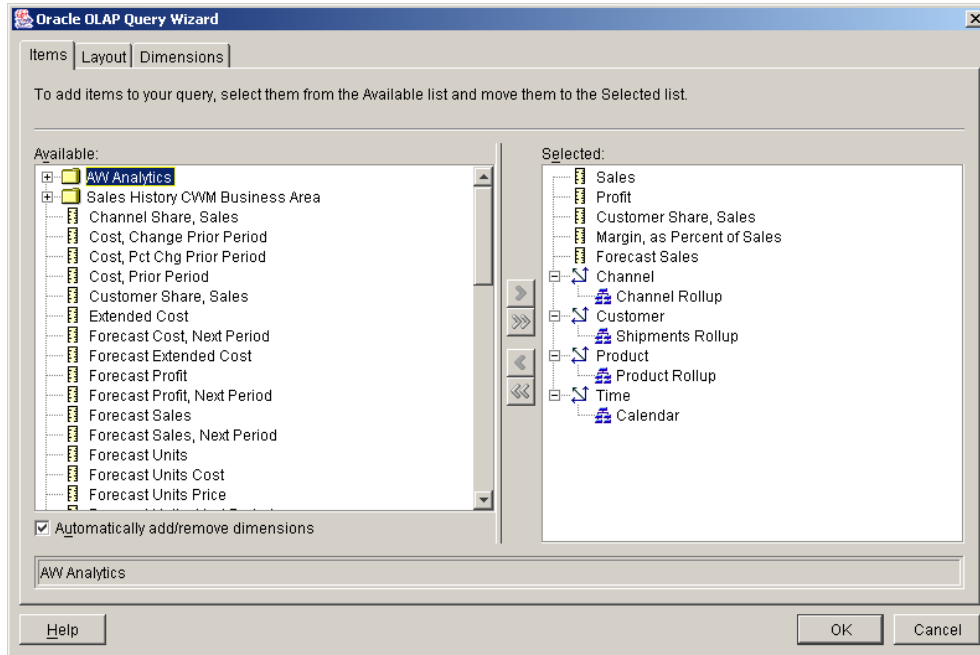 Oracle OLAP Query Wizard
Items Layout Dimensions
To add items to your query, select them from the Available list and move them to the Selected list.
Available:
AW Analytics
Sales History CWM Business Area
Channel Share, Sales
Cost, Change Prior Period
Cost, Pct Chg Prior Period
Cost, Prior Period
Customer Share, Sales
Extended Cost
Forecast Cost, Next Period
Forecast Extended Cost
Forecast Profit
Forecast Profit, Next Period
Forecast Sales
Forecast Sales, Next Period
Forecast Units
Forecast Units Cost
Forecast Units Price
Automatically add/remove dimensions
Selected:
Sales
Profit
Customer Share, Sales
Margin, as Percent of Sales
Forecast Sales
Channel
Channel Rollup
Customer
Shipments Rollup
Product
Product Rollup
Time
Calendar
AW Analytics
Help OK Cancel